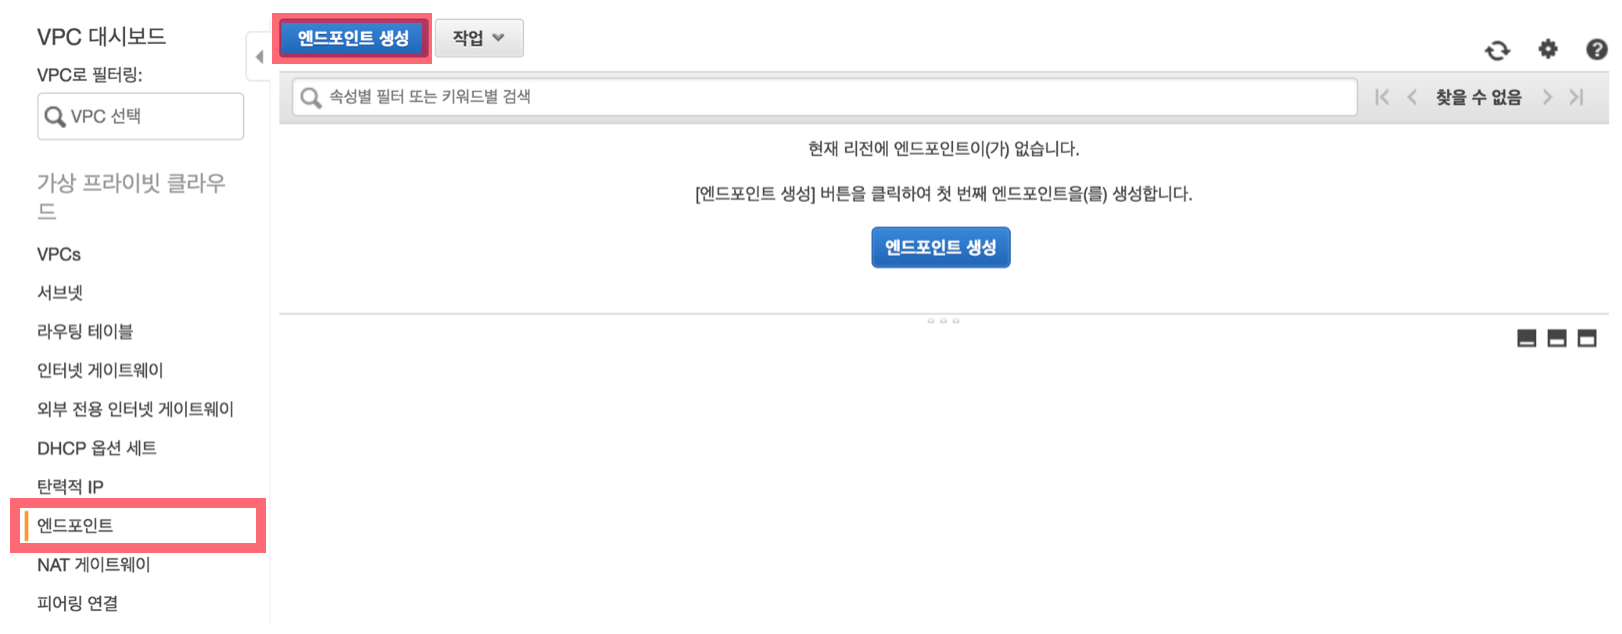 VPC 대시보드
VPC로 필터링:
VPC 선택
가상 프라이빗 클라우
드
VPCs
서브넷
라우팅 테이블
인터넷 게이트웨이
외부 전용 인터넷 게이트웨이
DHCP 옵션 세트
탄력적 IP
엔드포인트
NAT 게이트웨이
피어링 연결
엔드포인트 생성 작업
속성별 필터 또는 키워드별 검색 찾을 수 없음
현재 리전에 엔드포인트이(가) 없습니다.
[엔드포인트 생성] 버튼을 클릭하여 첫 번째 엔드포인트을(를) 생성합니다.
엔드포인트 생성